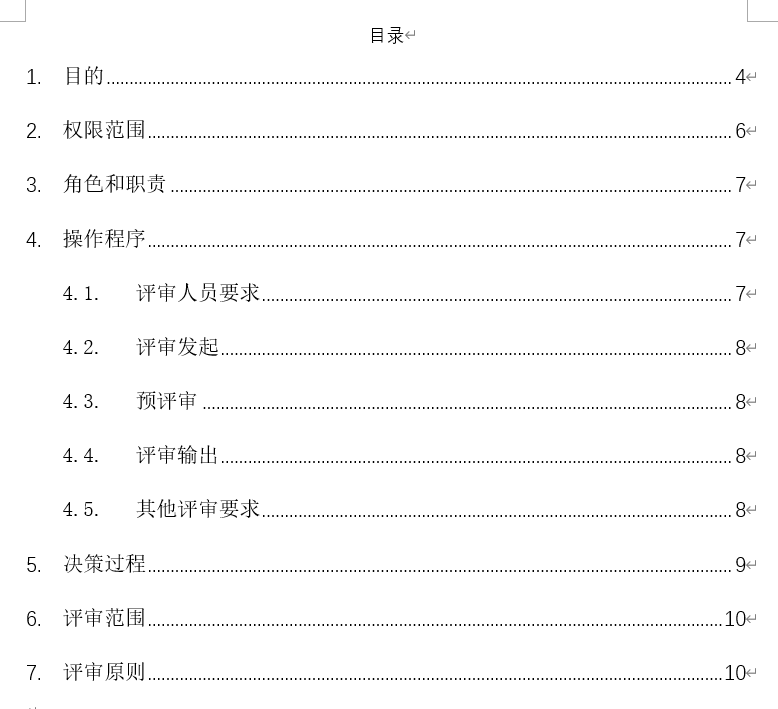 目录
1. 目的 4
2. 权限范围 6
3. 角色和职责 7
4. 操作程序 7
4.1. 评审人员要求 7
4.2. 评审发起 8
4.3. 预评审 8
4.4. 评审输出 8
4.5. 其他评审要求 8
5. 决策过程 9
6. 评审范围 10
7. 评审原则 10